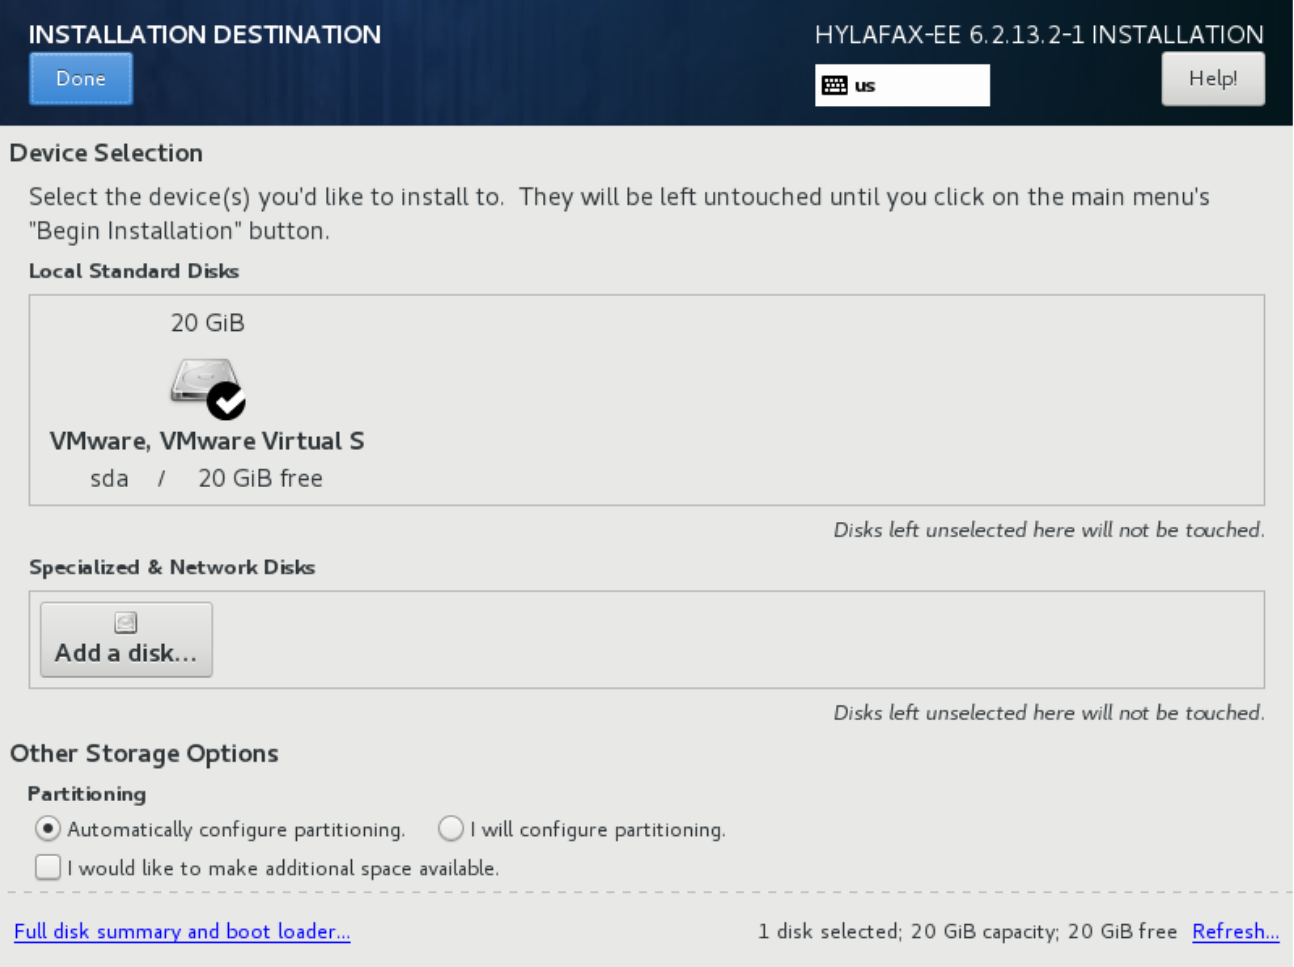 INSTALLATION DESTINATION
HYLAFAX-EE 6.2.13.2-1 INSTALLATION
Done
us
Help!
Device Selection
Select the device(s) you'd like to install to. They will be left untouched until you click on the main menu's
"Begin Installation" button.
Local Standard Disks
20 GiB
VMware, VMware Virtual S
sda / 20 GiB free
Disks left unselected here will not be touched.
Specialized & Network Disks
Add a disk...
Disks left unselected here will not be touched.
Other Storage Options
Partitioning
Automatically configure partitioning. I will configure partitioning.
I would like to make additional space available.
Full disk summary and boot loader... 1 disk selected; 20 GiB capacity; 20 GiB free Refresh...